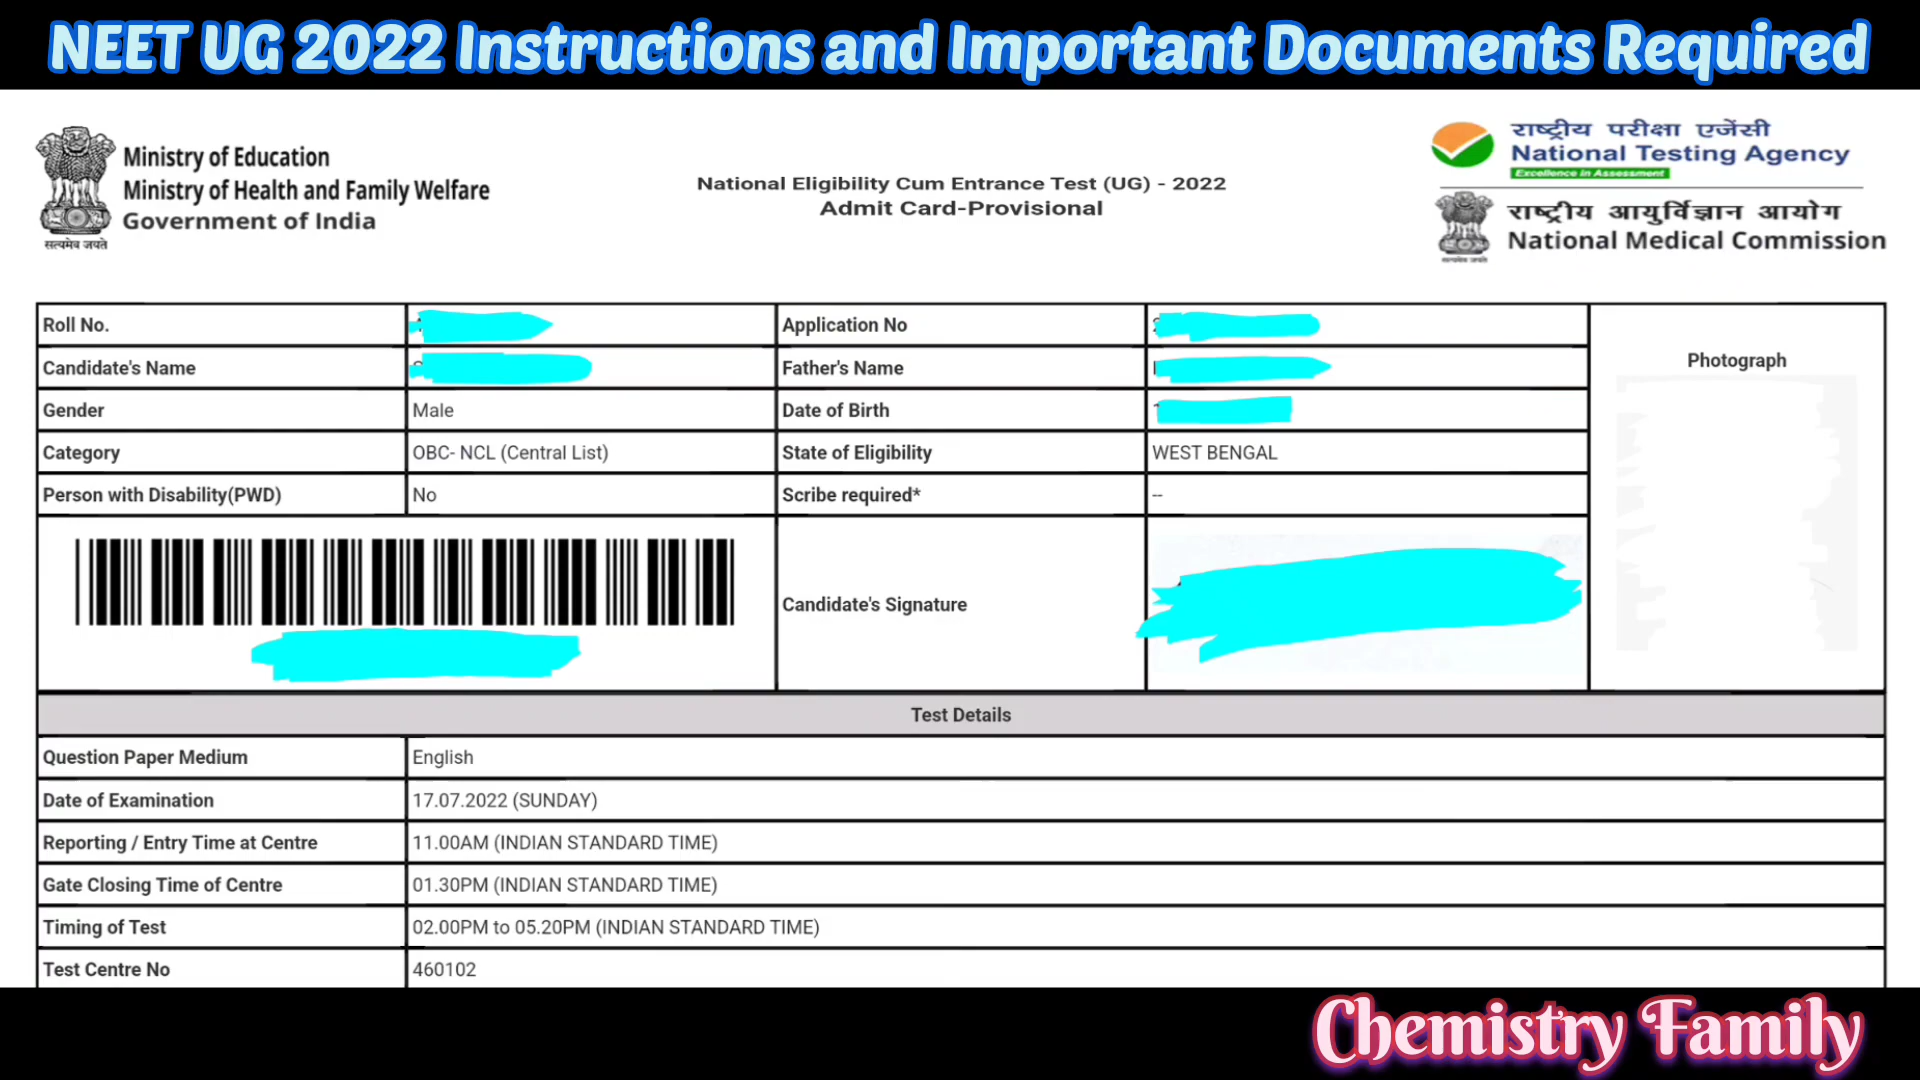 NEET UG 2022 Instructions and Important Documents Required
Ministry of Education
Ministry of Health and Family Welfare
Government of India
सत्यमेव जयते
National Eligibility Cum Entrance Test (UG) - 2022
Admit Card-Provisional
राष्ट्रीय परीक्षा एजेंसी
National Testing Agency
Excellence in Assessment
राष्ट्रीय आयुर्विज्ञान आयोग
National Medical Commission
सत्यमेव जयते
Roll No. Application No
Candidate's Name Father's Name
Photograph
Gender Male Date of Birth
Category OBC- NCL (Central List) State of Eligibility WEST BENGAL
Person with Disability(PWD) No Scribe required* --
Candidate's Signature
Test Details
Question Paper Medium English
Date of Examination 17.07.2022 (SUNDAY)
Reporting / Entry Time at Centre 11.00AM (INDIAN STANDARD TIME)
Gate Closing Time of Centre 01.30PM (INDIAN STANDARD TIME)
Timing of Test 02.00PM to 05.20PM (INDIAN STANDARD TIME)
Test Centre No 460102
Chemistry Family